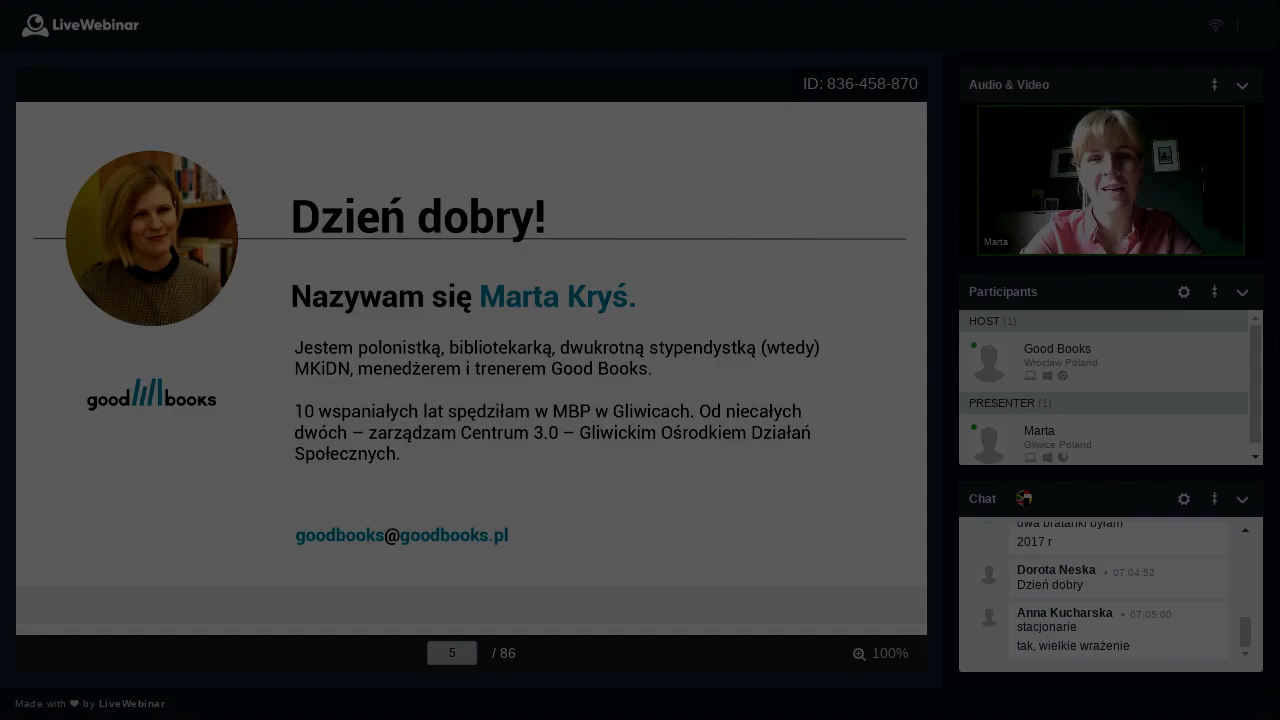 LiveWebinar
ID: 836-458-870
Dzień dobry!
Nazywam się Marta Kryś.
Jestem polonistką, bibliotekarką, dwukrotną stypendystką (wtedy)
MKiDN, menedżerem i trenerem Good Books.
10 wspaniałych lat spędziłam w MBP w Gliwicach. Od niecałych
dwóch – zarządzam Centrum 3.0 – Gliwickim Ośrodkiem Działań
Społecznych.
good books
goodbooks@goodbooks.pl
5 / 86
100%
Audio & Video
Marta
Participants
HOST (1)
Good Books
Wroclaw Poland
PRESENTER (1)
Marta
Gliwice Poland
Chat
dwa bratanki byłam
2017 r
Dorota Neska • 07:04:52
Dzień dobry
Anna Kucharska • 07:05:00
stacjonarie
tak, wielkie wrażenie
Made with by LiveWebinar